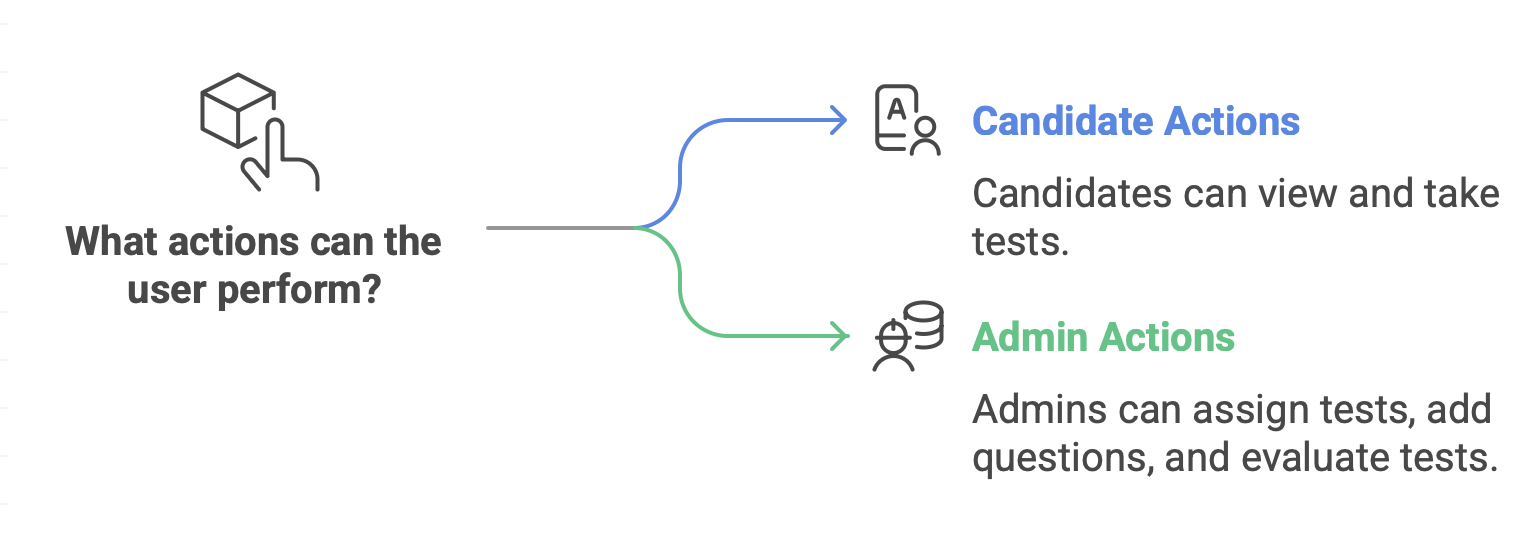 What actions can the
user perform?
A
Candidate Actions
Candidates can view and take
tests.
Admin Actions
Admins can assign tests, add
questions, and evaluate tests.